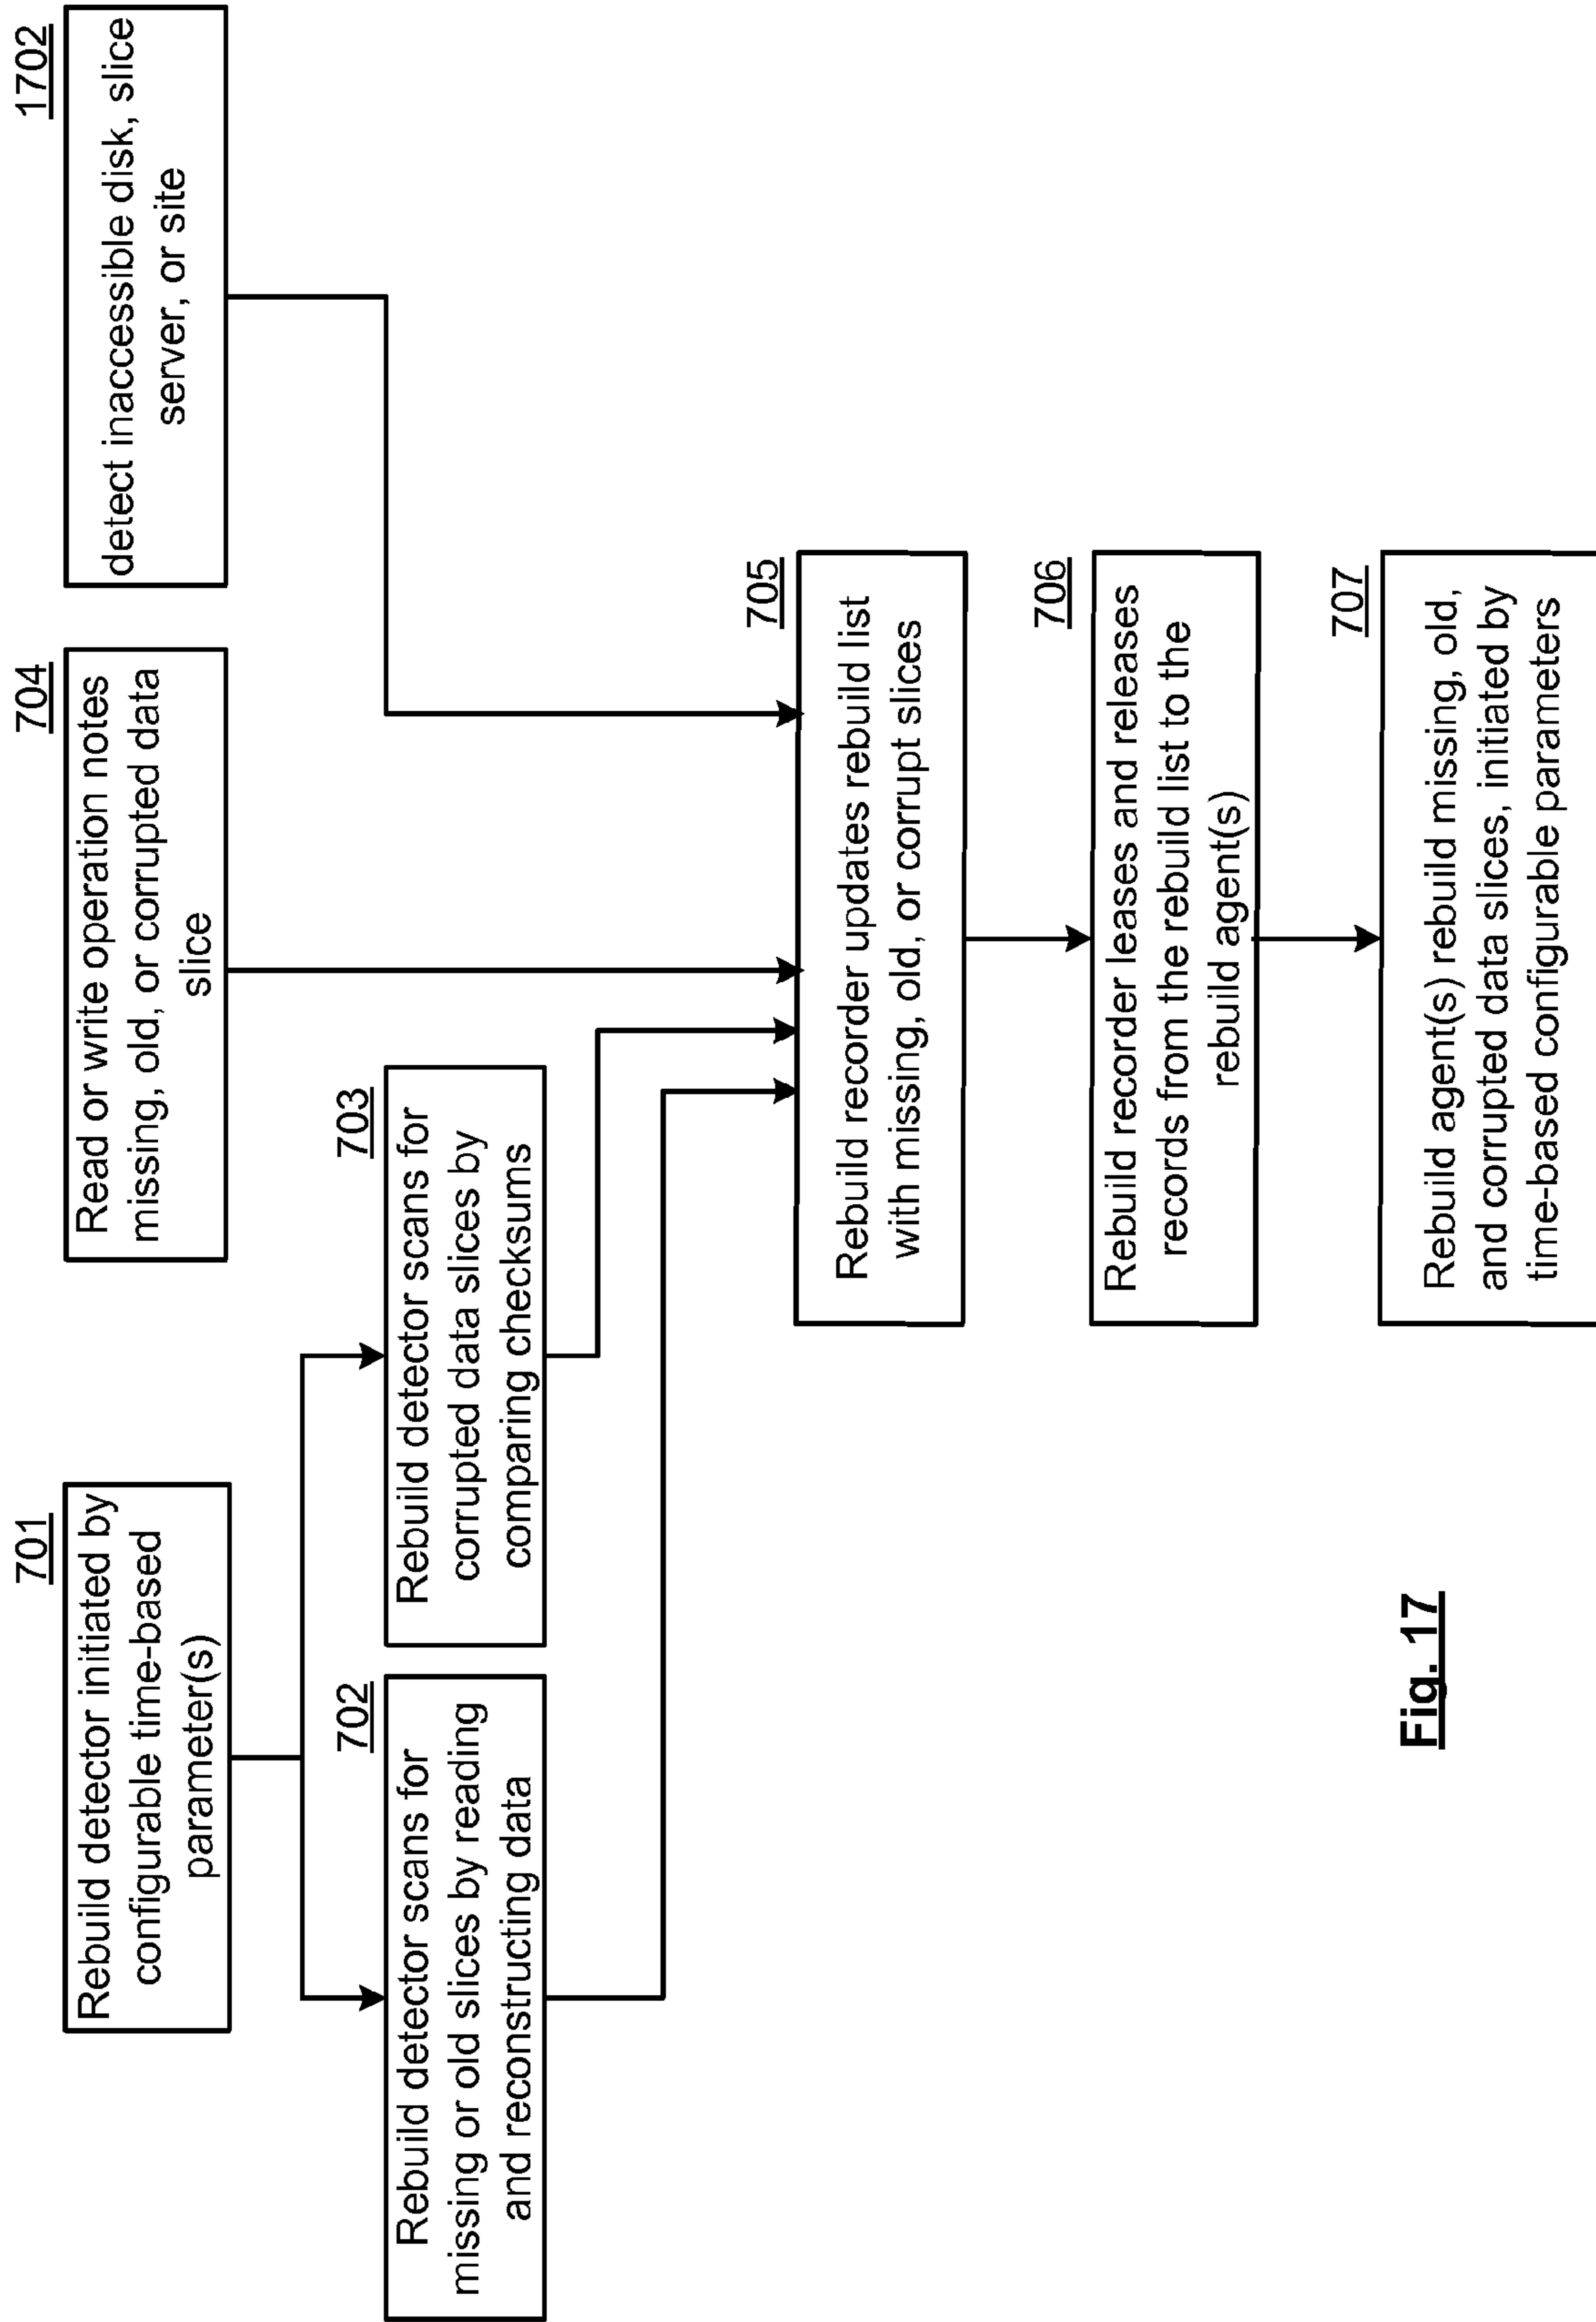 701
Rebuild detector initiated by
configurable time-based
parameter(s)
704
Read or write operation notes
missing, old, or corrupted data
slice
1702
detect inaccessible disk, slice
server, or site
702
Rebuild detector scans for
missing or old slices by reading
and reconstructing data
703
Rebuild detector scans for
corrupted data slices by
comparing checksums
705
Rebuild recorder updates rebuild list
with missing, old, or corrupt slices
706
Rebuild recorder leases and releases
records from the rebuild list to the
rebuild agent(s)
707
Rebuild agent(s) rebuild missing, old,
and corrupted data slices, initiated by
time-based configurable parameters
Fig. 17